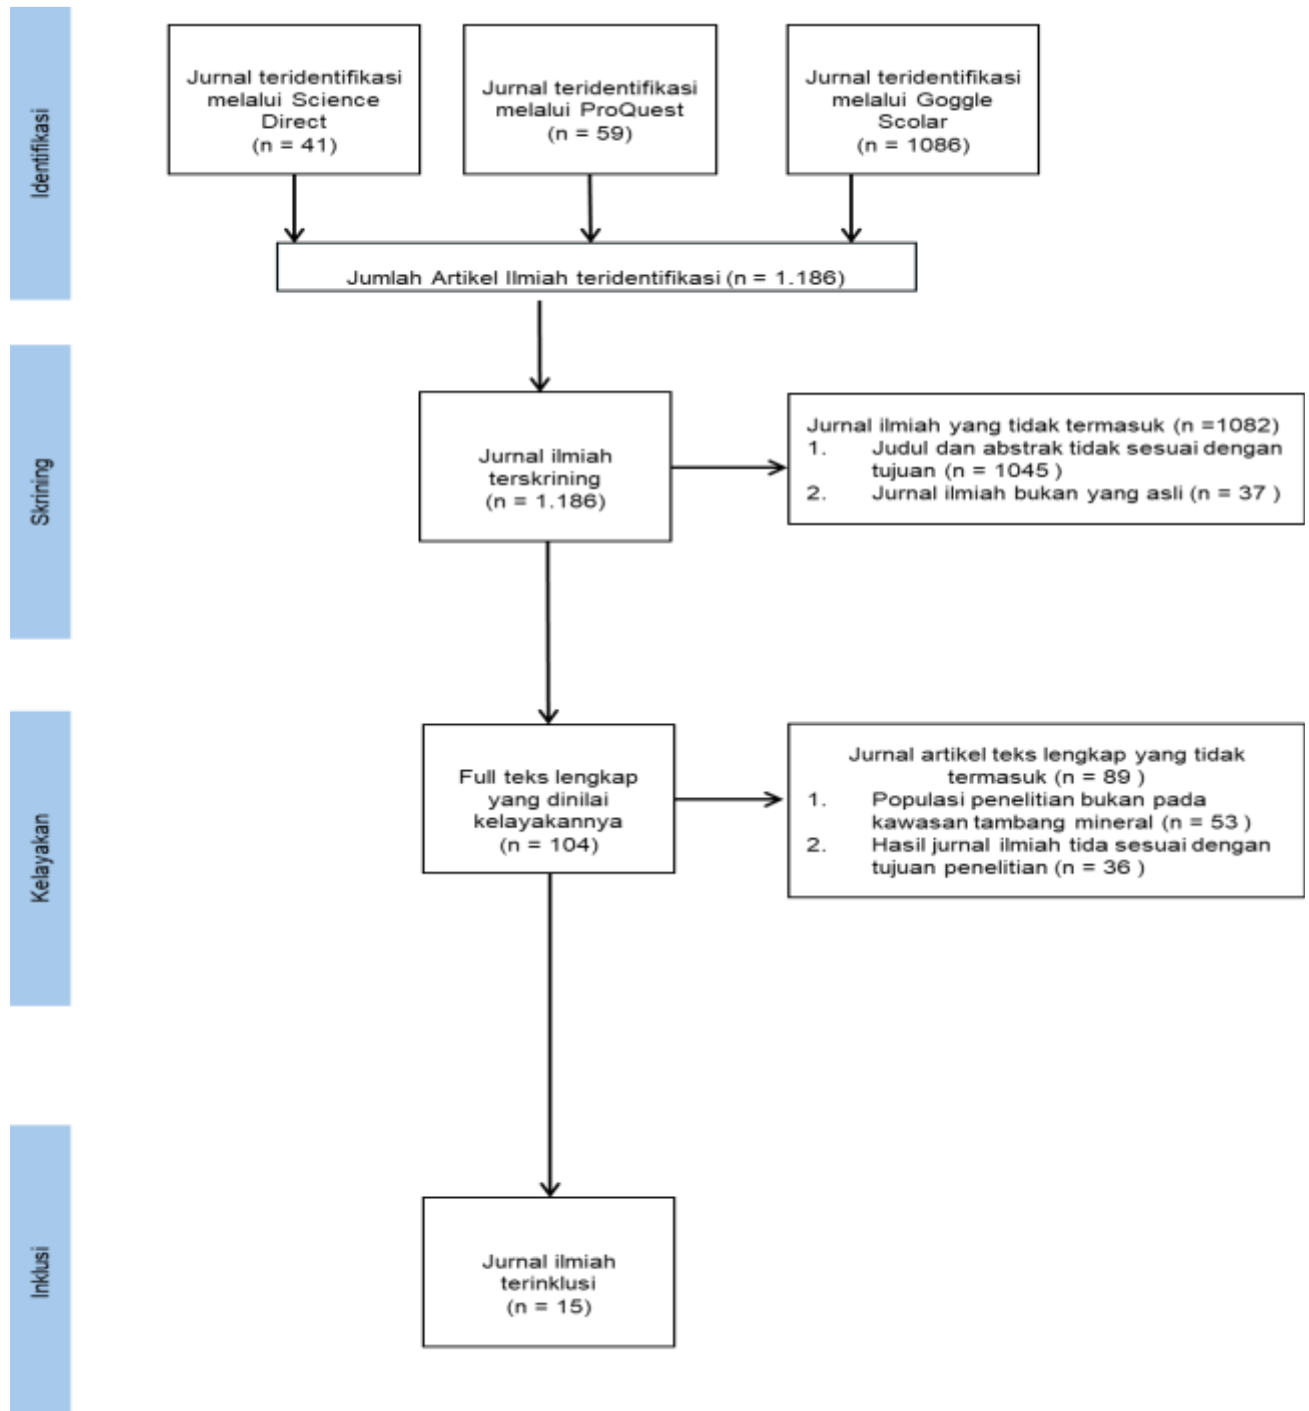 Identifikasi
Jurnal teridentifikasi
melalui Science
Direct
(n = 41)
Jurnal teridentifikasi
melalui ProQuest
(n = 59)
Jurnal teridentifikasi
melalui Goggle
Scolar
(n = 1086)
Jumlah Artikel Ilmiah teridentifikasi (n = 1.186)
Skrining
Jurnal ilmiah
terskrining
(n = 1.186)
Jurnal ilmiah yang tidak termasuk (n =1082)
1. Judul dan abstrak tidak sesuai dengan
tujuan (n = 1045 )
2. Jurnal ilmiah bukan yang asli (n = 37 )
Kelayakan
Full teks lengkap
yang dinilai
kelayakannya
(n = 104)
Jurnal artikel teks lengkap yang tidak
termasuk (n = 89 )
1. Populasi penelitian bukan pada
kawasan tambang mineral (n = 53 )
2. Hasil jurnal ilmiah tida sesuai dengan
tujuan penelitian (n = 36 )
Inklusi
Jurnal ilmiah
terinklusi
(n = 15)